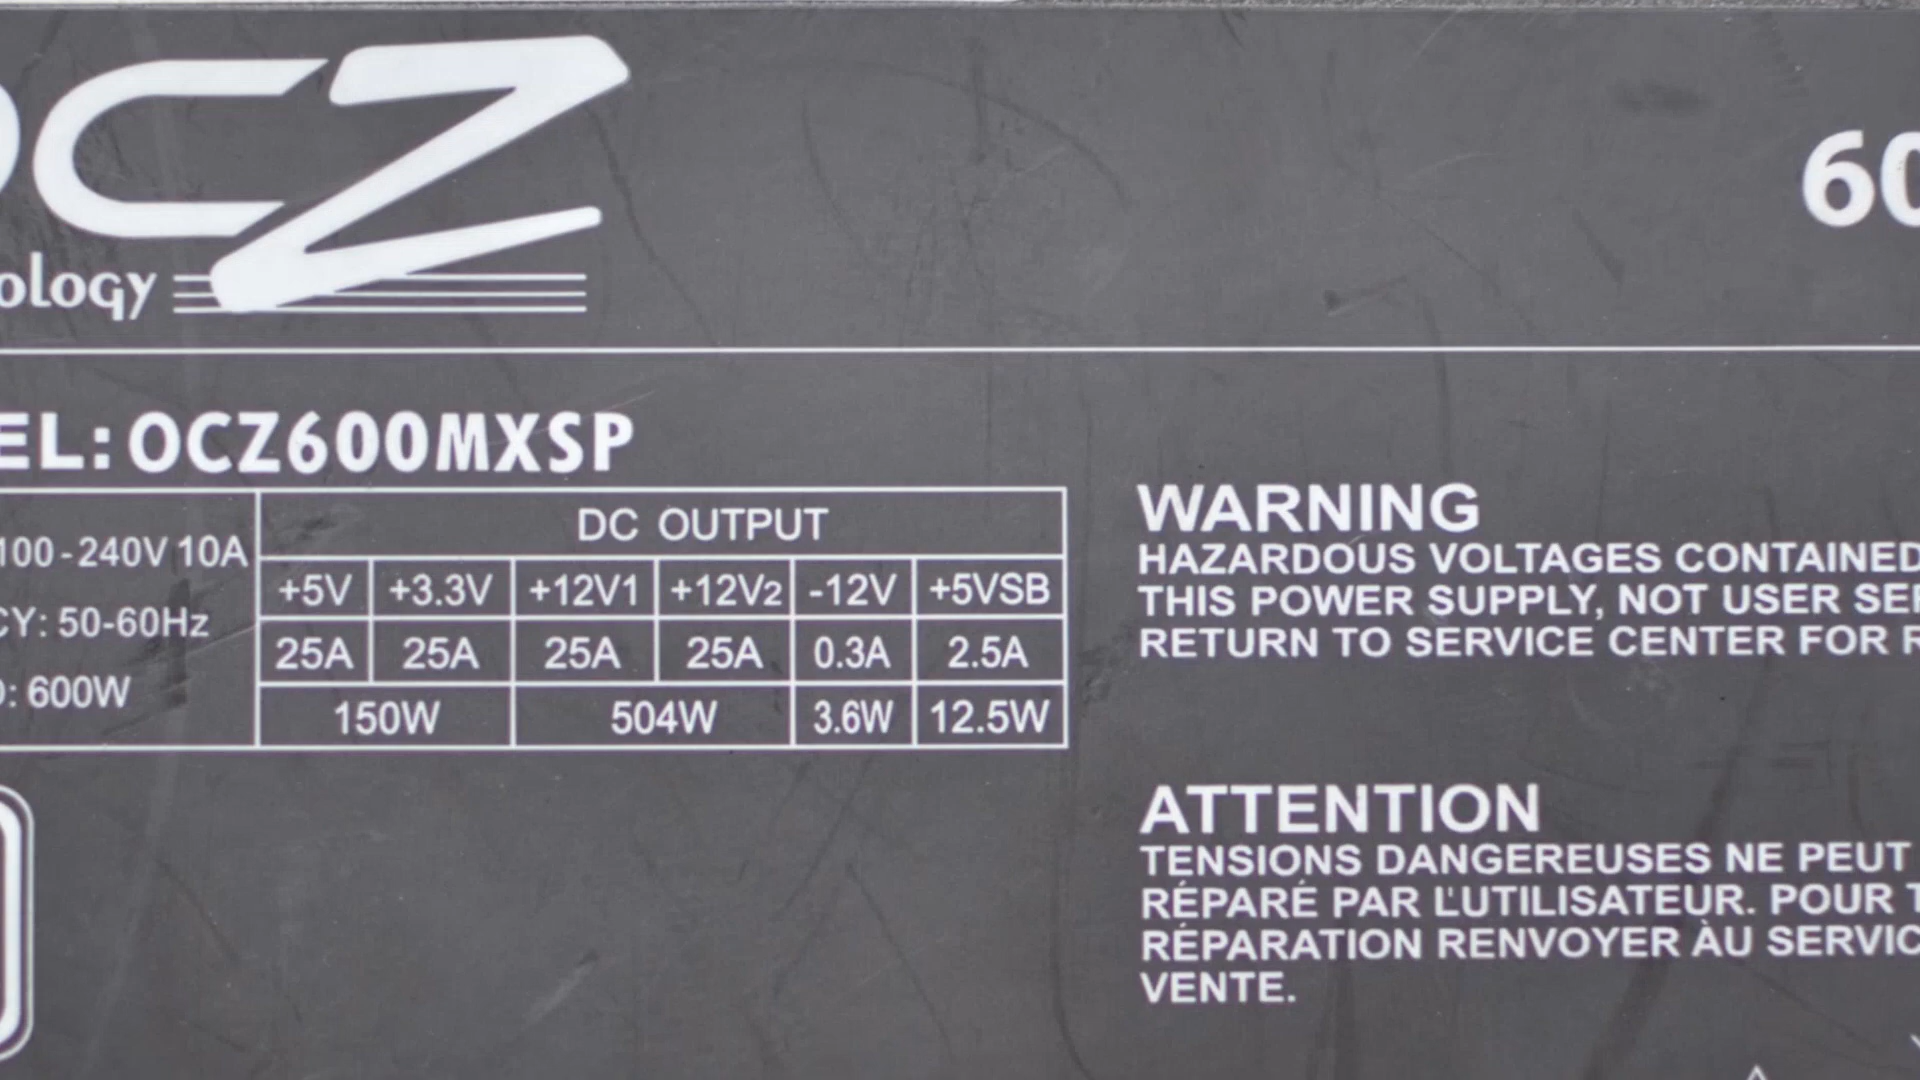 OCZ
ology
60
EL: OCZ600MXSP
DC OUTPUT
100-240V 10A
+5V +3.3V +12V1 +12V2 -12V +5VSB
CY: 50-60Hz
25A 25A 25A 25A 0.3A 2.5A
: 600W
150W 504W 3.6W 12.5W
WARNING
HAZARDOUS VOLTAGES CONTAINED
THIS POWER SUPPLY, NOT USER SER
RETURN TO SERVICE CENTER FOR R
ATTENTION
TENSIONS DANGEREUSES NE PEUT
RÉPARÉ PAR L'UTILISATEUR. POUR T
RÉPARATION RENVOYER ÀU SERVIC
VENTE.